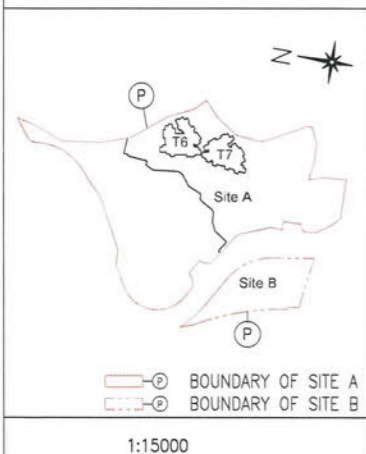 N
P
T6
T7
Site A
Site B
P
P BOUNDARY OF SITE A
P BOUNDARY OF SITE B
1:15000